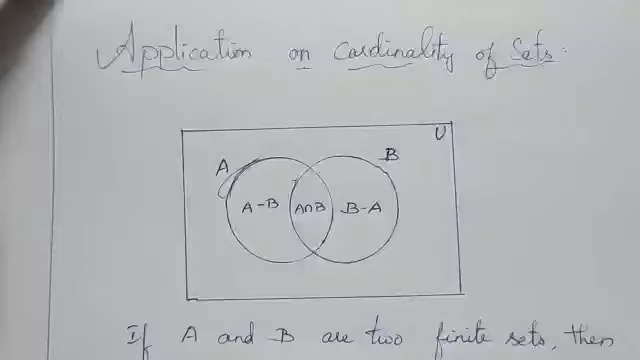 Application on Cardinality of Sets.
U
A
B
A-B
A∩B
B-A
If A and B are two finite sets, then